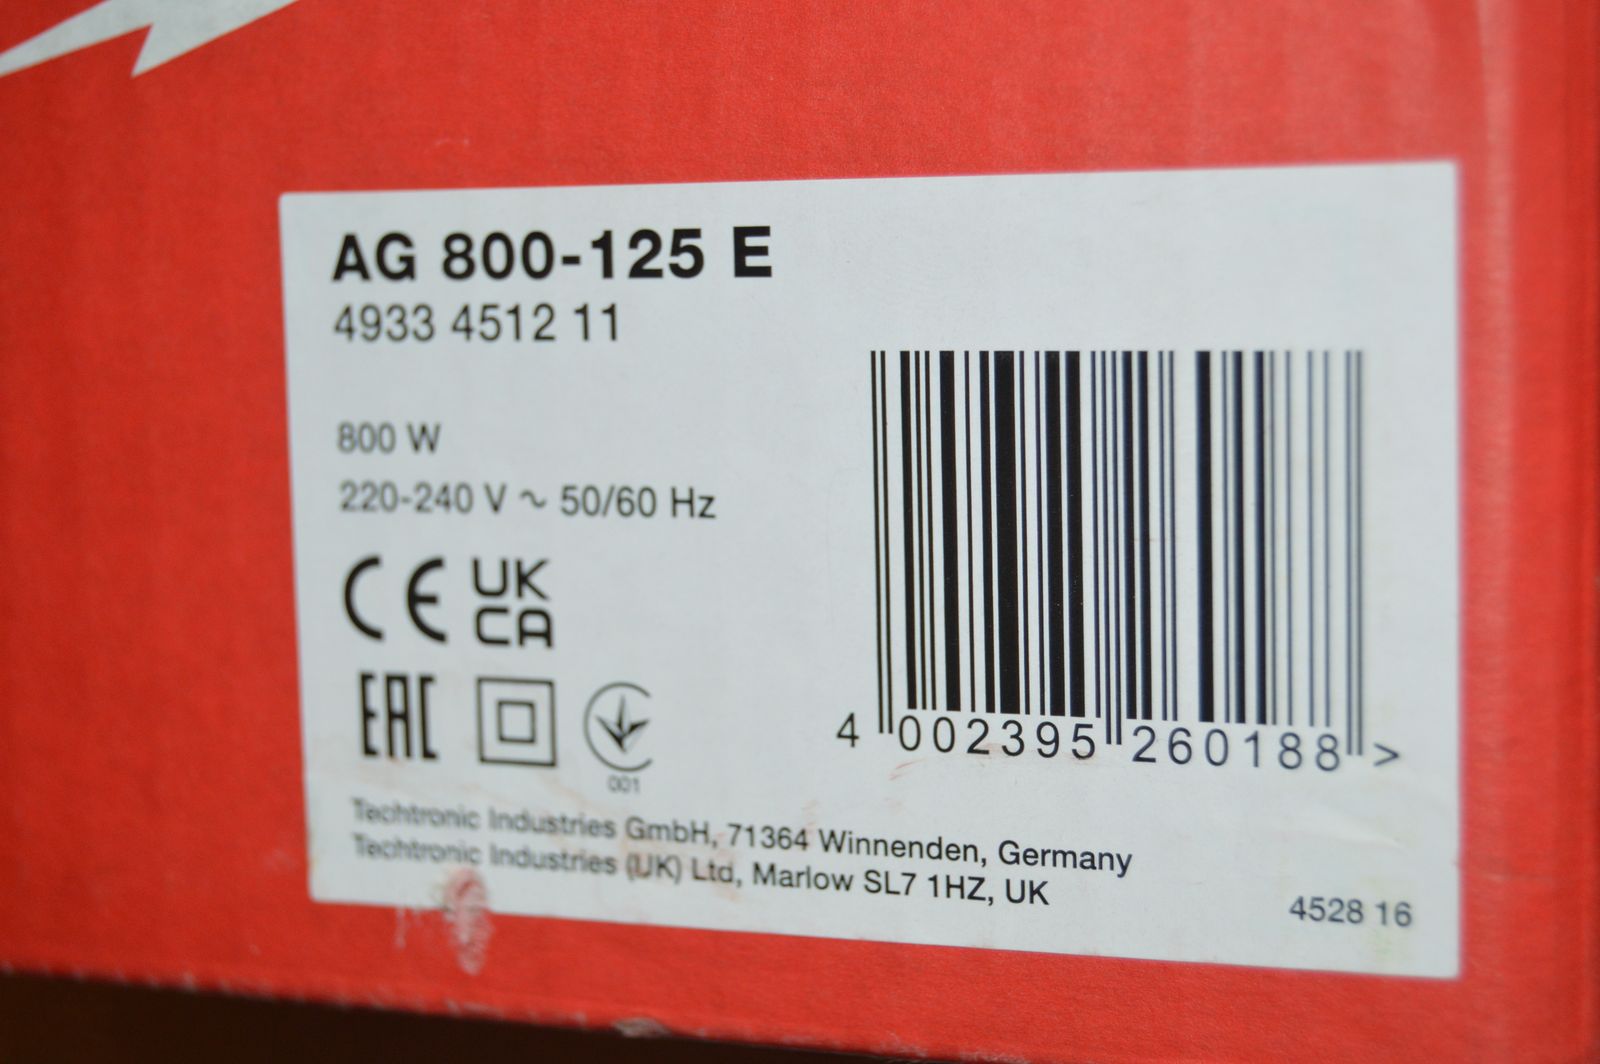 AG 800-125 E
4933 4512 11
800 W
220-240 V ~ 50/60 Hz
CE UK
CA
EAC
001
4 002395 260188 >
Techtronic Industries GmbH, 71364 Winnenden, Germany
Techtronic Industries (UK) Ltd, Marlow SL7 1HZ, UK
4528 16